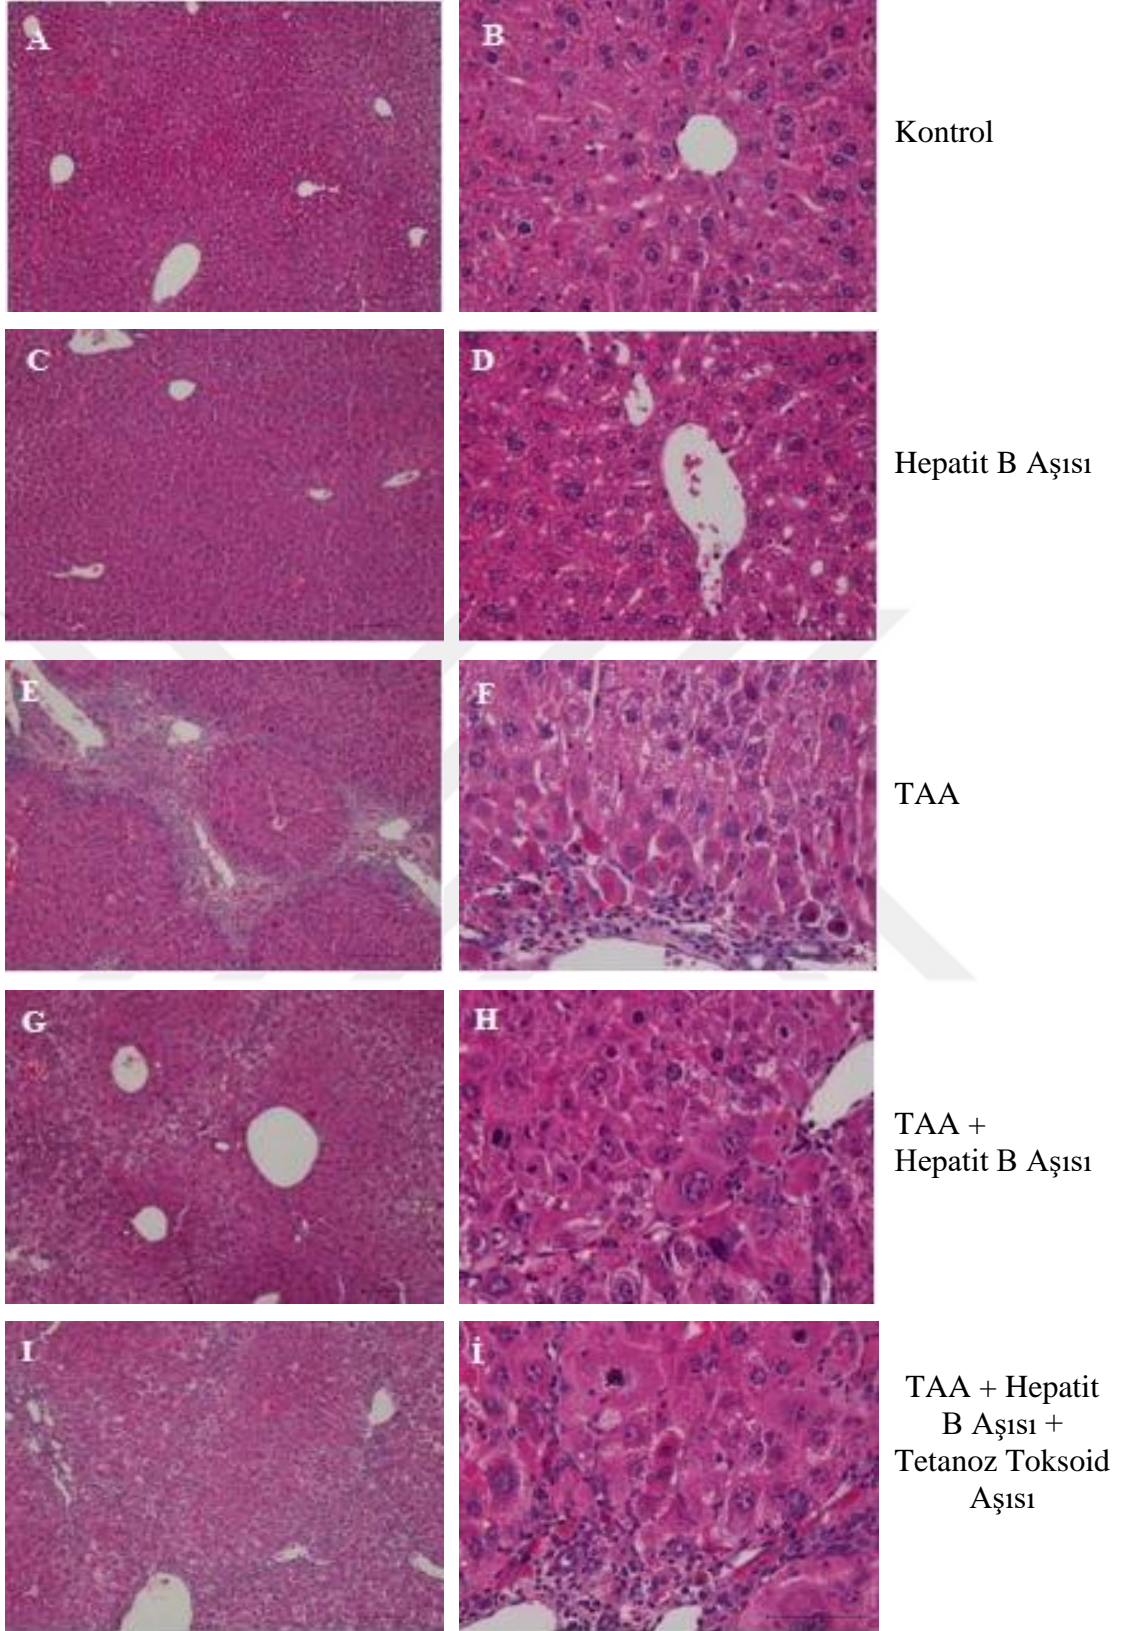 A
B
Kontrol
C
D
Hepatit B Aşısı
E
F
TAA
G
H
TAA +
Hepatit B Aşısı
I
İ
TAA + Hepatit
B Aşısı +
Tetanoz Toksoid
Aşısı